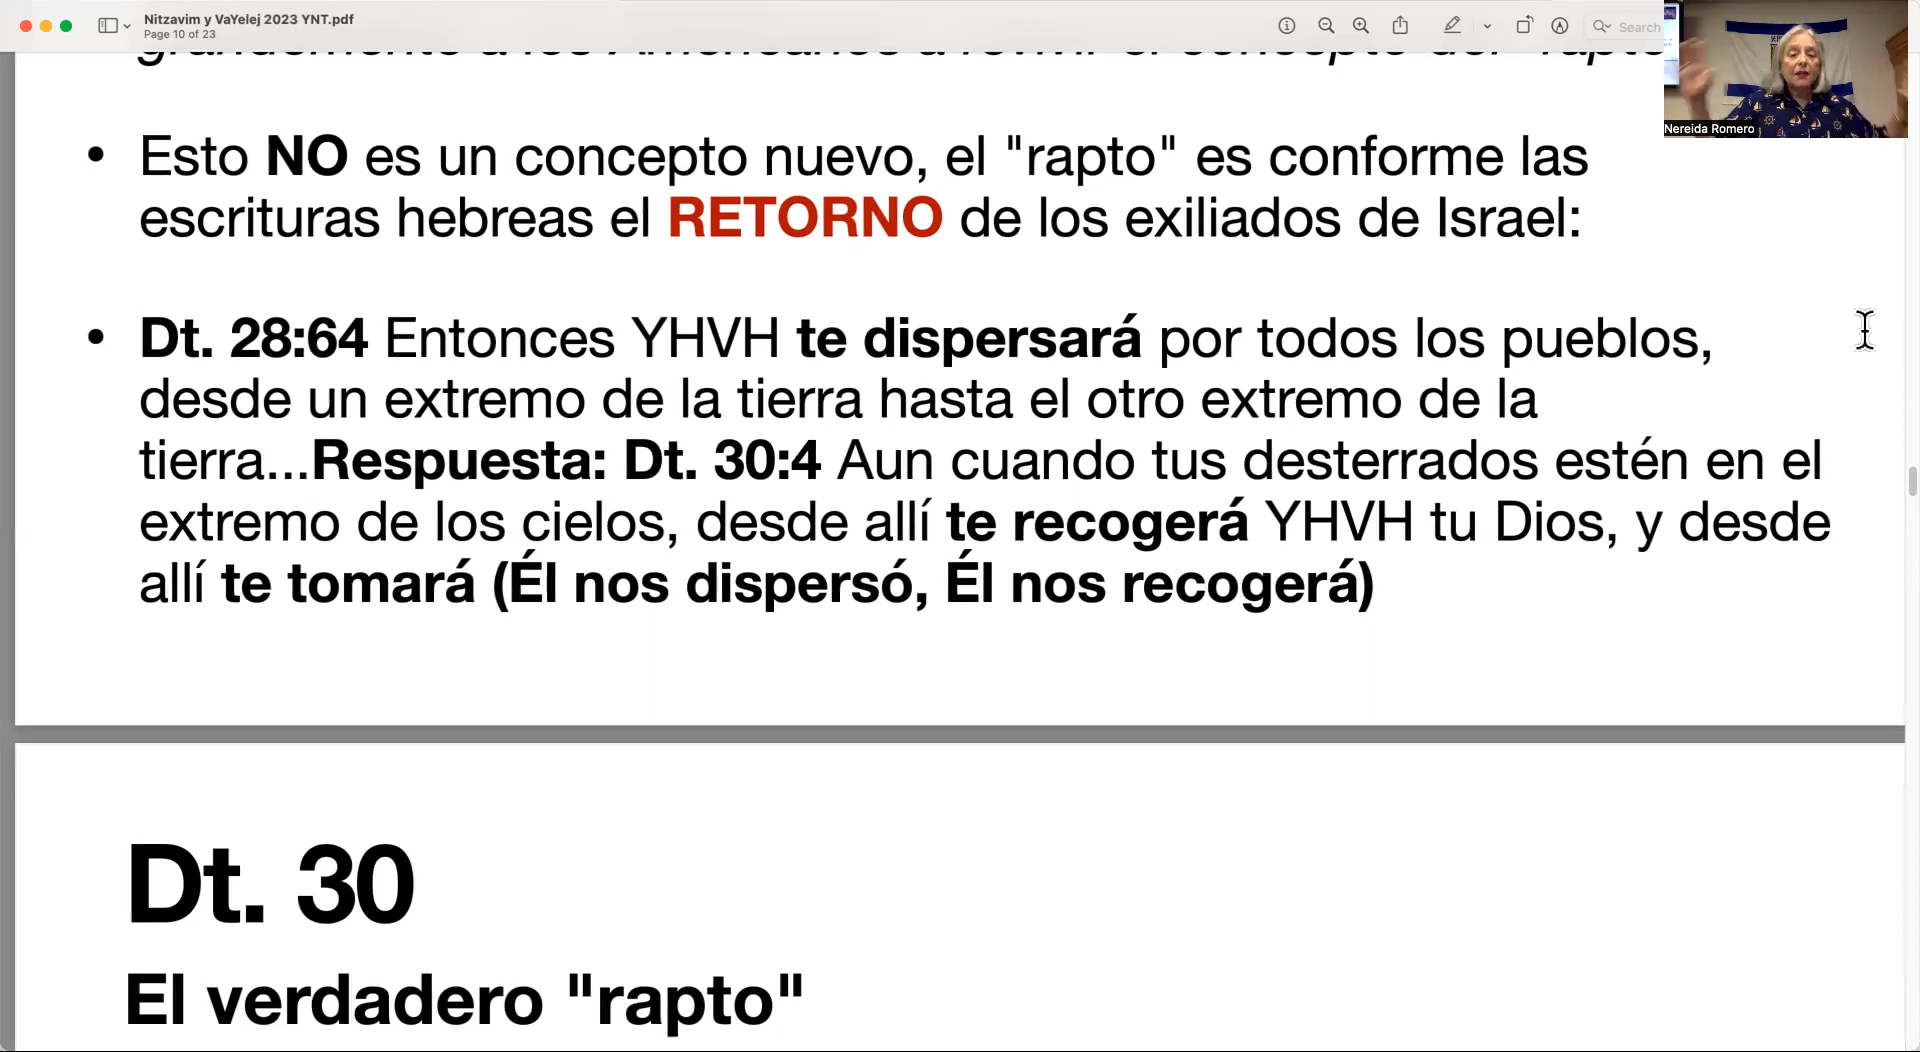 Nitzavim y VaYelej 2023 YNT.pdf
Page 10 of 23
Search
Nereida Romero
grandemente a los Americanos a revivir el concepto del "rapto
• Esto NO es un concepto nuevo, el "rapto" es conforme las
escrituras hebreas el RETORNO de los exiliados de Israel:
• Dt. 28:64 Entonces YHVH te dispersará por todos los pueblos,
desde un extremo de la tierra hasta el otro extremo de la
tierra...Respuesta: Dt. 30:4 Aun cuando tus desterrados estén en el
extremo de los cielos, desde allí te recogerá YHVH tu Dios, y desde
allí te tomará (Él nos dispersó, Él nos recogerá)
Dt. 30
El verdadero "rapto"